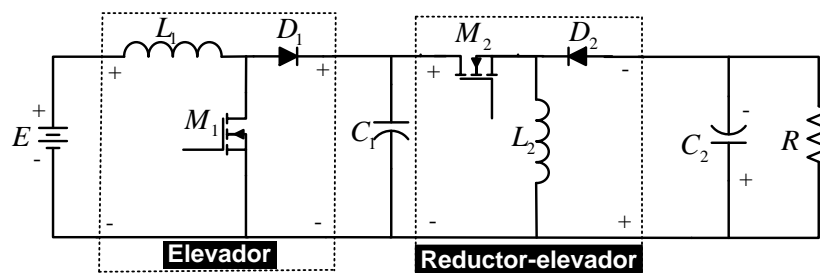 L1
D1
M2
D2
+
+
+
-
+
E
-
M1
C1
L2
-
C2
+
R
-
-
-
+
Elevador
Reductor-elevador